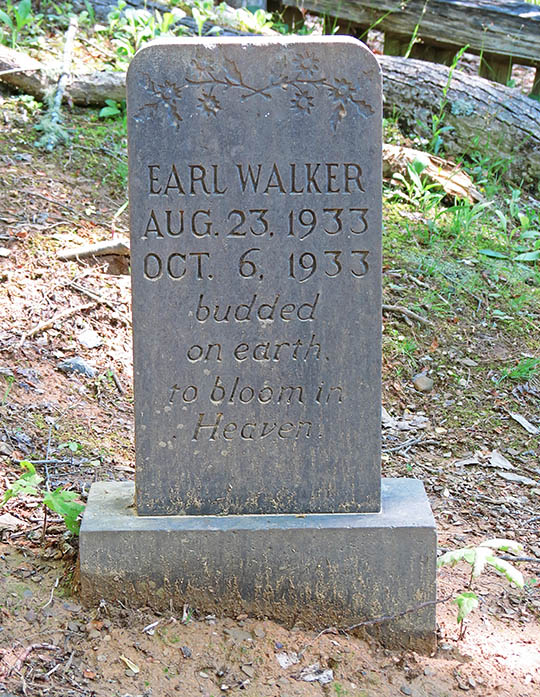 EARL WALKER
AUG. 23, 1933
OCT. 6, 1933
budded
on earth,
to bloom in
Heaven.